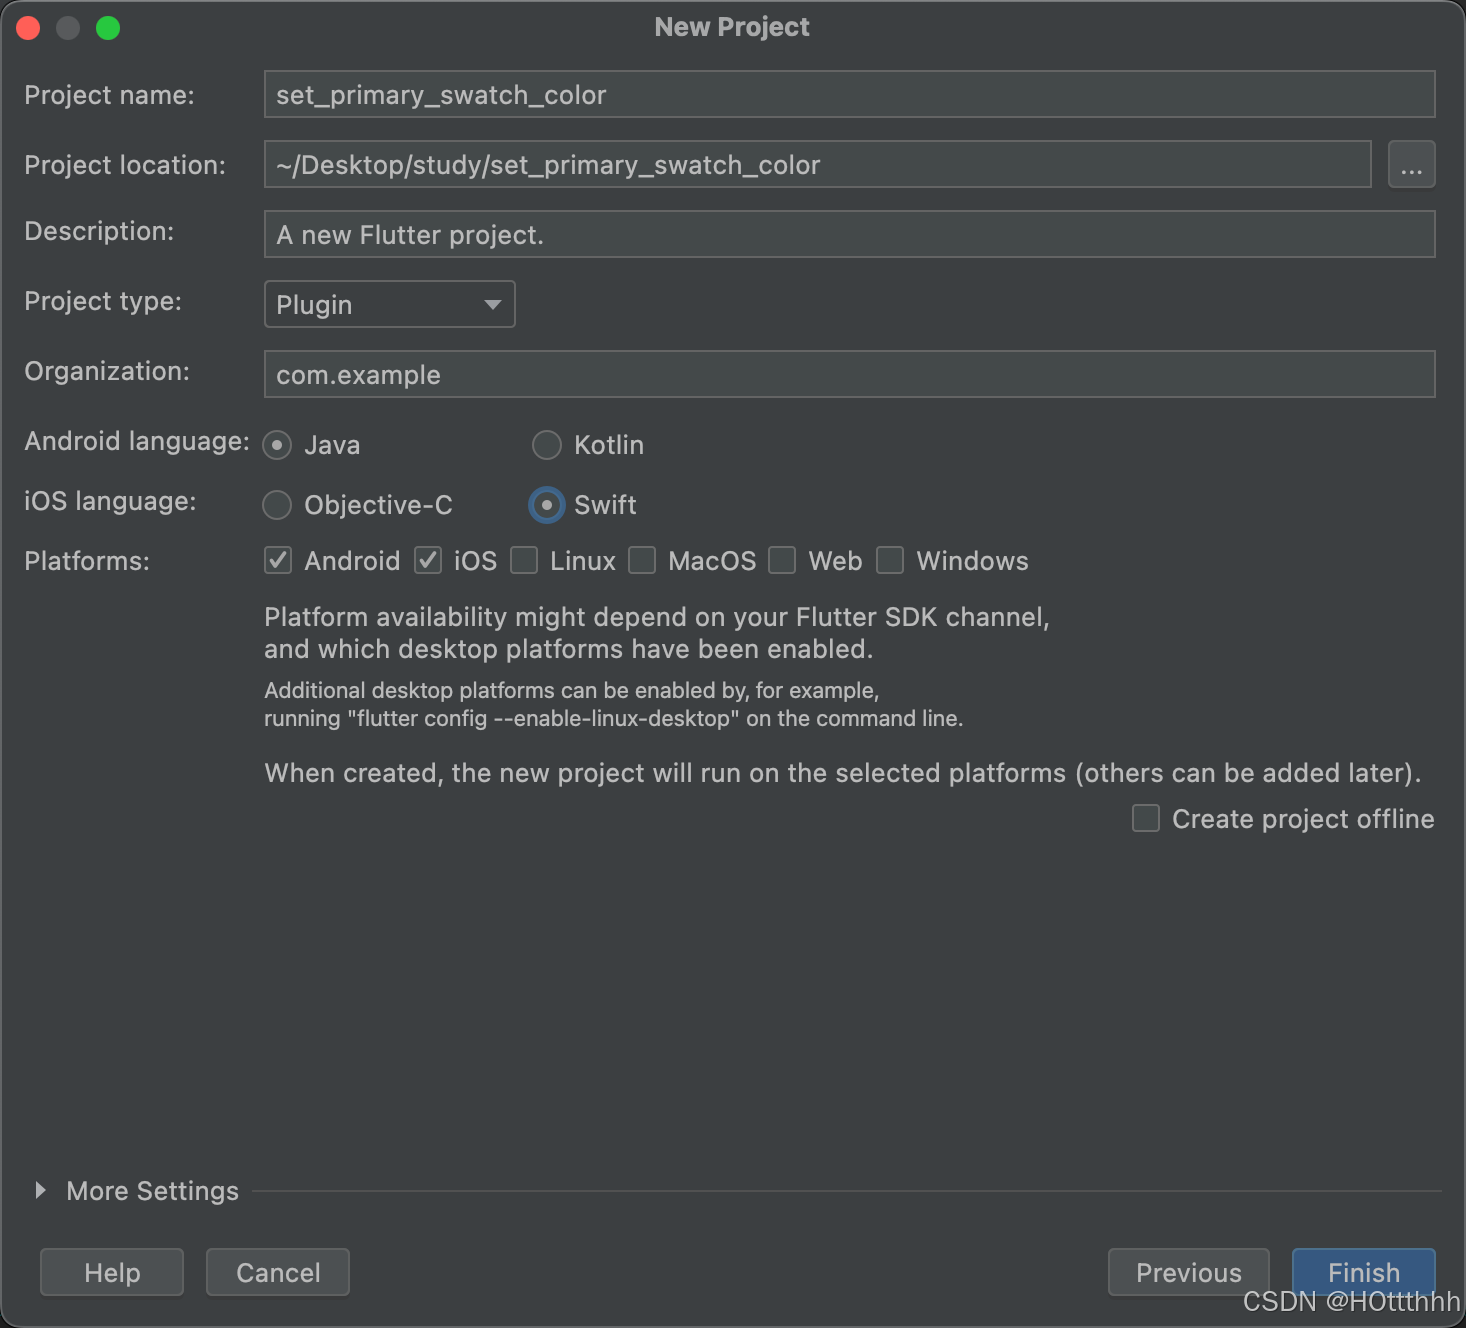 New Project
Project name: set_primary_swatch_color
Project location: ~/Desktop/study/set_primary_swatch_color ...
Description: A new Flutter project.
Project type: Plugin
Organization: com.example
Android language: Java Kotlin
iOS language: Objective-C Swift
Platforms: Android iOS Linux MacOS Web Windows
Platform availability might depend on your Flutter SDK channel,
and which desktop platforms have been enabled.
Additional desktop platforms can be enabled by, for example,
running "flutter config --enable-linux-desktop" on the command line.
When created, the new project will run on the selected platforms (others can be added later).
Create project offline
More Settings
Help Cancel Previous Finish
CSDN @HOttthhh